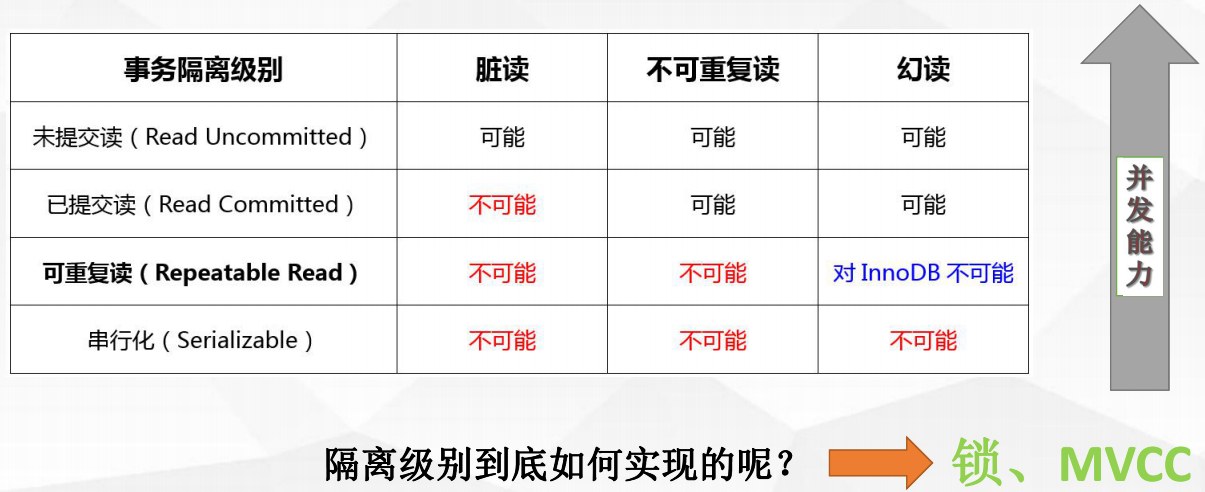 事务隔离级别 脏读 不可重复读 幻读
未提交读（Read Uncommitted） 可能 可能 可能
已提交读（Read Committed） 不可能 可能 可能
可重复读（Repeatable Read） 不可能 不可能 对 InnoDB 不可能
串行化（Serializable） 不可能 不可能 不可能
并发能力
隔离级别到底如何实现的呢？ 锁、MVCC